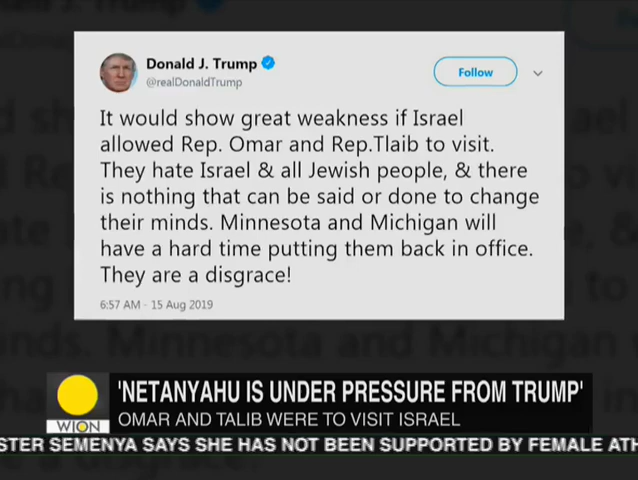 Donald J. Trump
@realDonaldTrump
Follow
It would show great weakness if Israel
allowed Rep. Omar and Rep.Tlaib to visit.
They hate Israel & all Jewish people, & there
is nothing that can be said or done to change
their minds. Minnesota and Michigan will
have a hard time putting them back in office.
They are a disgrace!
6:57 AM - 15 Aug 2019
'NETANYAHU IS UNDER PRESSURE FROM TRUMP'
WION
OMAR AND TALIB WERE TO VISIT ISRAEL
STER SEMENYA SAYS SHE HAS NOT BEEN SUPPORTED BY FEMALE ATH